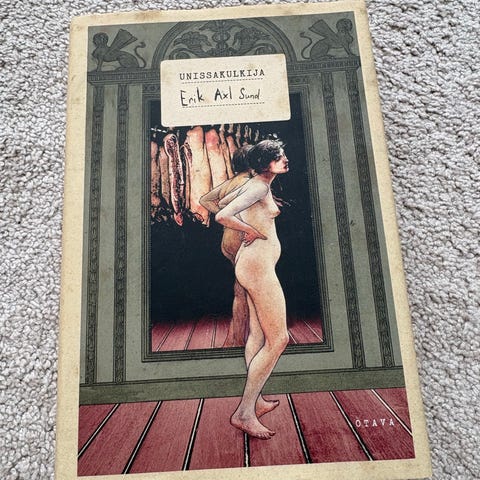 UNISSAKULKIJA
Erik Axl Sund
OTAVA